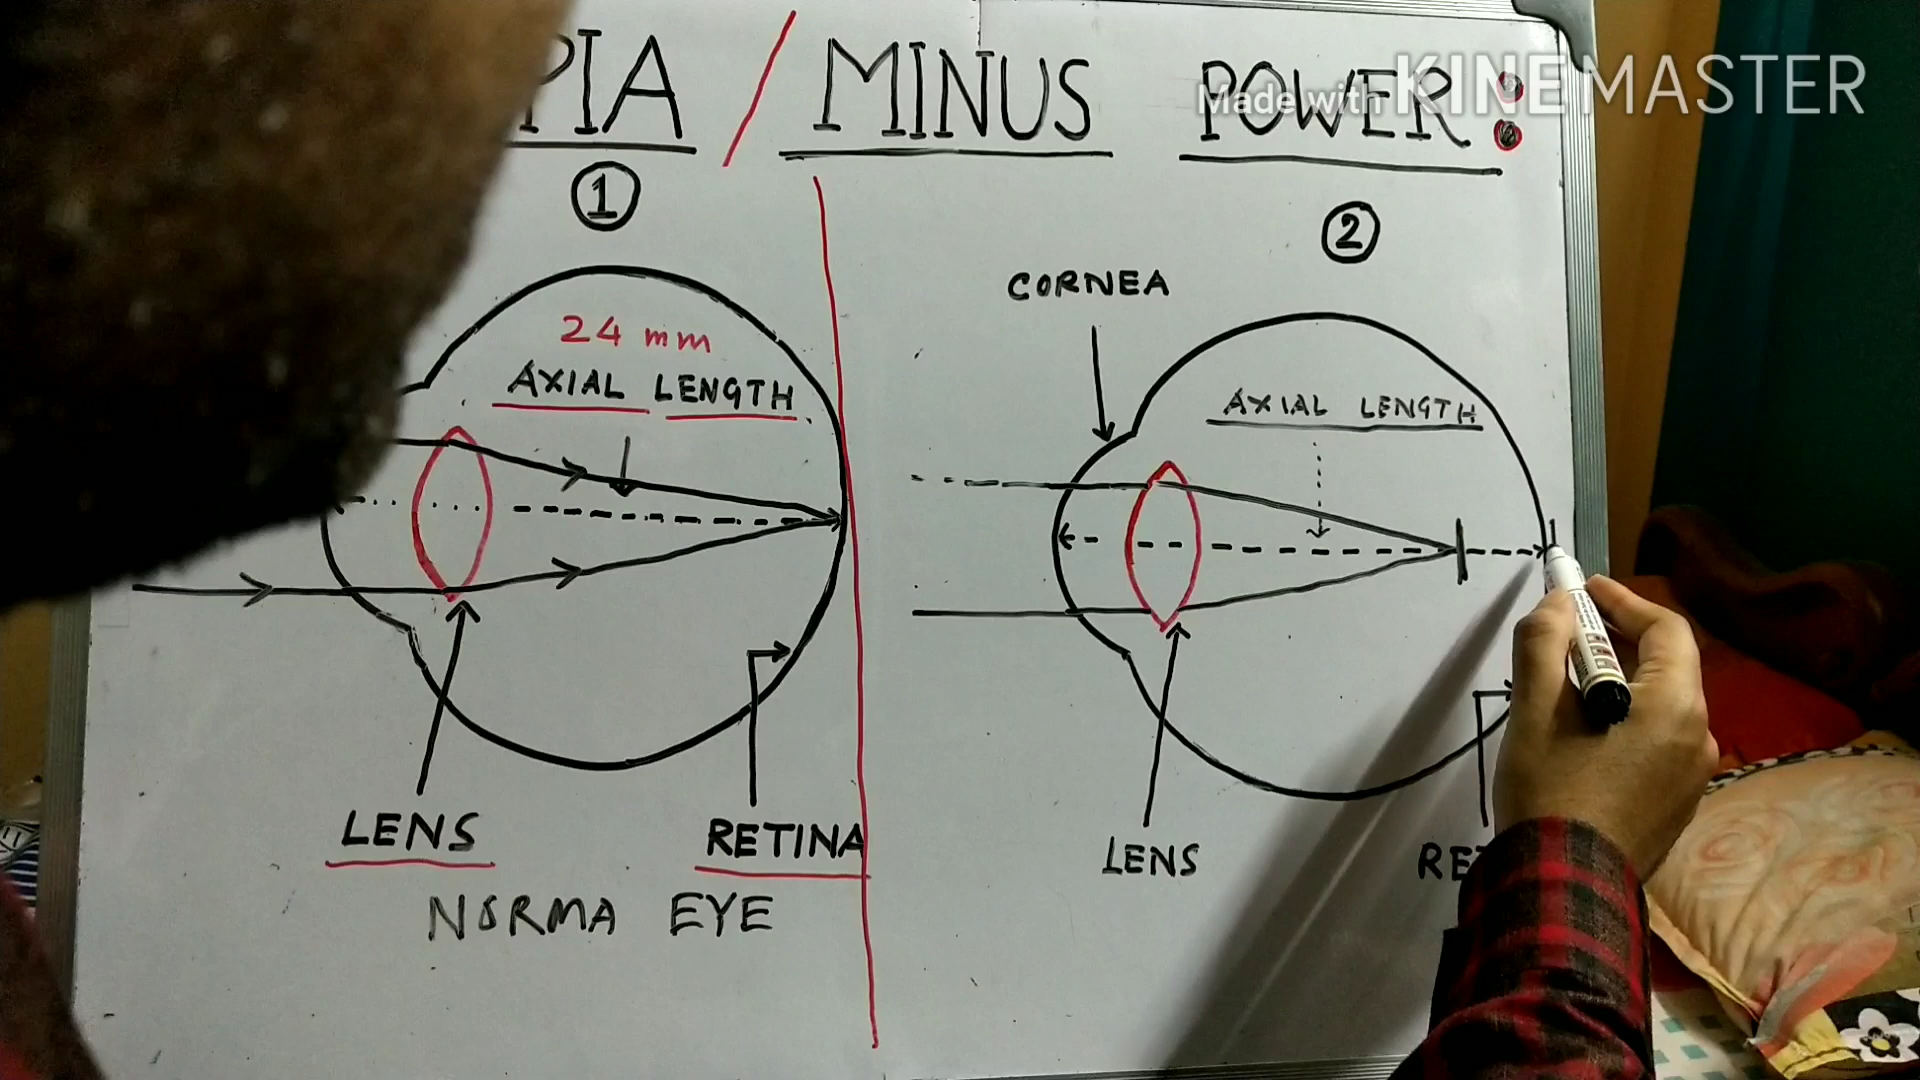 PIA / MINUS POWER:
Made with KINEMASTER
1
2
CORNEA
24 mm
AXIAL LENGTH
AXIAL LENGTH
LENS
RETINA
LENS
RE
NORMA EYE